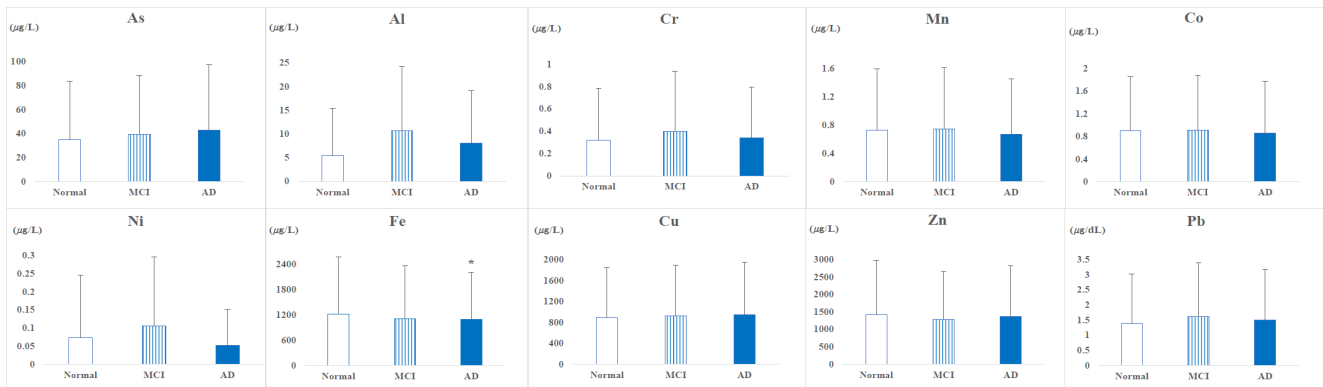 As
(µg/L)
100
80
60
40
20
0
Normal MCI AD
Al
(µg/L)
25
20
15
10
5
0
Normal MCI AD
Cr
(µg/L)
1
0.8
0.6
0.4
0.2
0
Normal MCI AD
Mn
(µg/L)
1.6
1.2
0.8
0.4
0
Normal MCI AD
Co
(µg/L)
2
1.6
1.2
0.8
0.4
0
Normal MCI AD
Ni
(µg/L)
0.3
0.25
0.2
0.15
0.1
0.05
0
Normal MCI AD
Fe
(µg/L)
2400
1800
1200
600
0
*
Normal MCI AD
Cu
(µg/L)
2000
1600
1200
800
400
0
Normal MCI AD
Zn
(µg/L)
3000
2500
2000
1500
1000
500
0
Normal MCI AD
Pb
(µg/dL)
3.5
3
2.5
2
1.5
1
0.5
0
Normal MCI AD